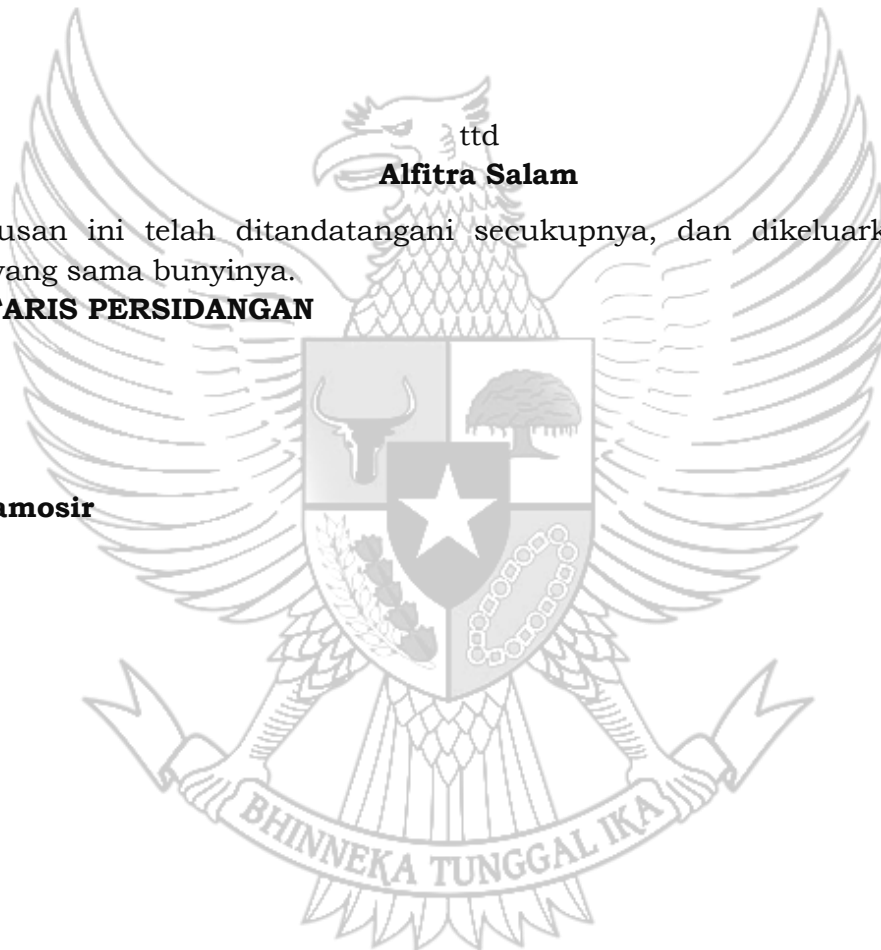 ttd
Alfitra Salam
usan ini telah ditandatangani secukupnya, dan dikeluark
yang sama bunyinya.
TARIS PERSIDANGAN
amosir
BHINNEKA TUNGGAL IKA